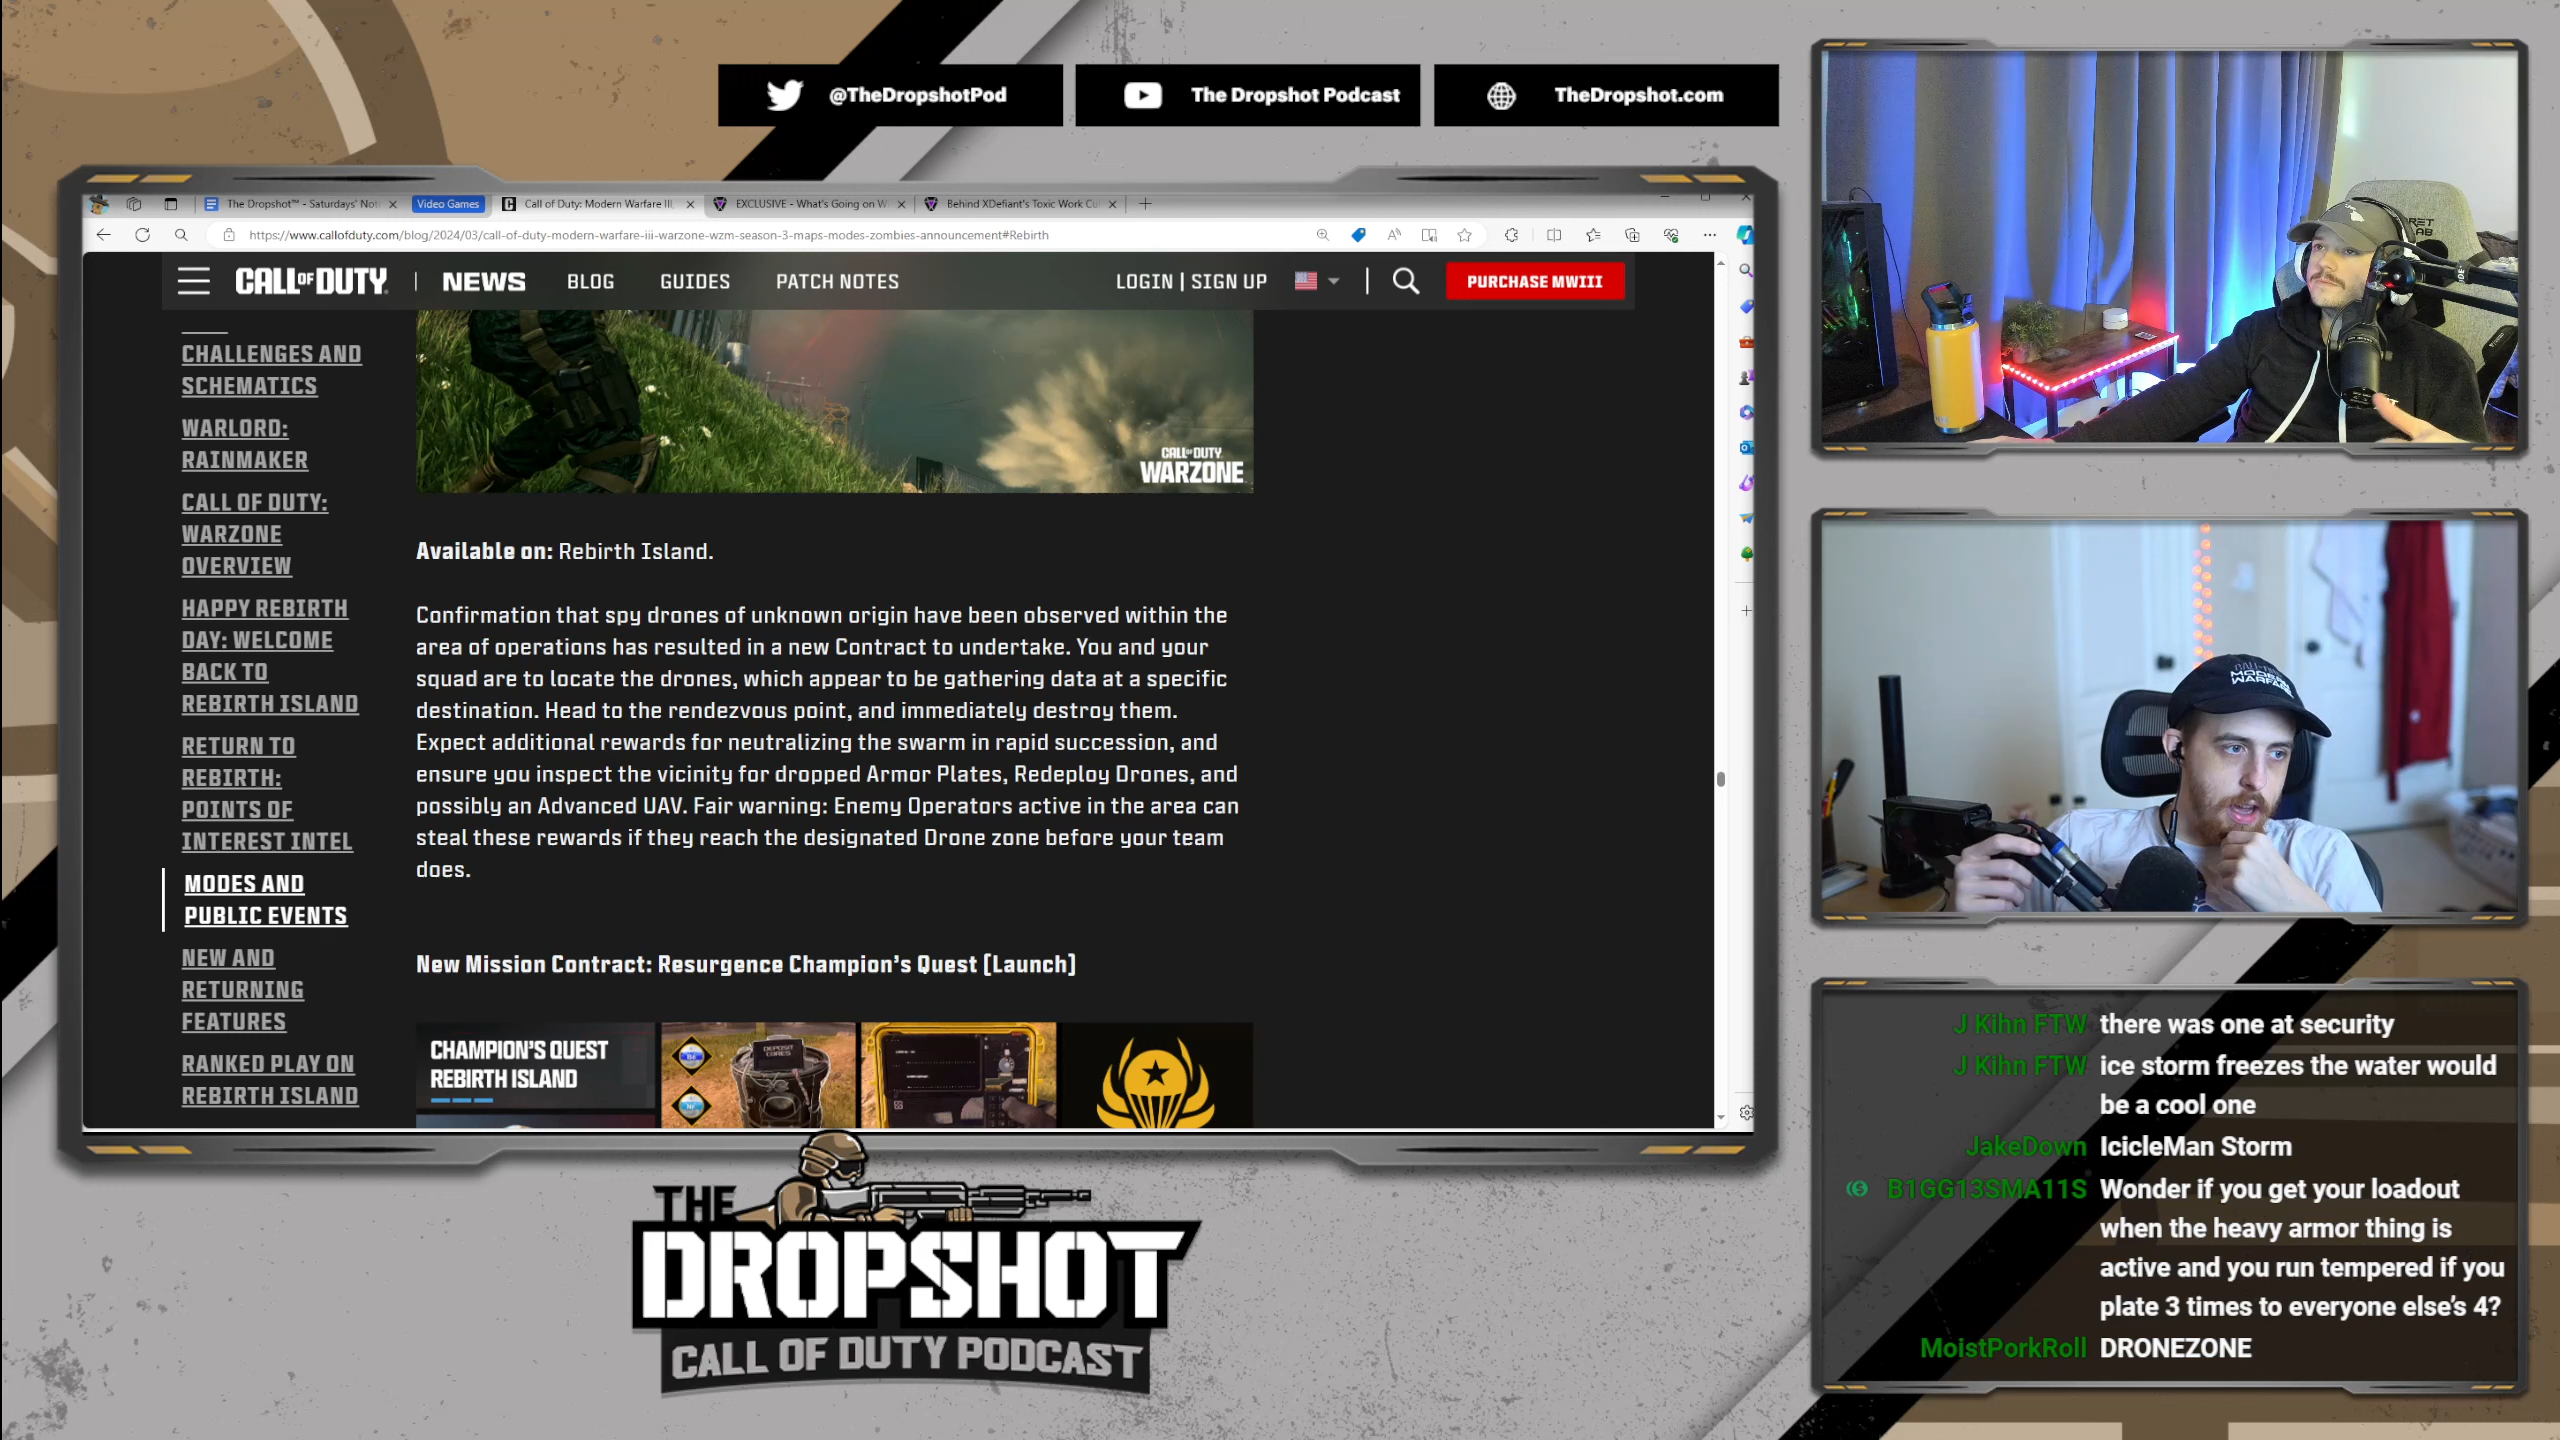 @TheDropshotPod
The Dropshot Podcast
TheDropshot.com
The Dropshot™ - Saturdays' Not
Video Games
Call of Duty: Modern Warfare III,
EXCLUSIVE - What's Going on W
Behind XDefiant's Toxic Work Cu
https://www.callofduty.com/blog/2024/03/call-of-duty-modern-warfare-iii-warzone-wzm-season-3-maps-modes-zombies-announcement#Rebirth
CALL OF DUTY
NEWS
BLOG
GUIDES
PATCH NOTES
LOGIN | SIGN UP
PURCHASE MWIII
CHALLENGES AND
SCHEMATICS
WARLORD:
RAINMAKER
CALL OF DUTY:
WARZONE
OVERVIEW
HAPPY REBIRTH
DAY: WELCOME
BACK TO
REBIRTH ISLAND
RETURN TO
REBIRTH:
POINTS OF
INTEREST INTEL
MODES AND
PUBLIC EVENTS
NEW AND
RETURNING
FEATURES
RANKED PLAY ON
REBIRTH ISLAND
CALL OF DUTY
WARZONE
Available on: Rebirth Island.
Confirmation that spy drones of unknown origin have been observed within the
area of operations has resulted in a new Contract to undertake. You and your
squad are to locate the drones, which appear to be gathering data at a specific
destination. Head to the rendezvous point, and immediately destroy them.
Expect additional rewards for neutralizing the swarm in rapid succession, and
ensure you inspect the vicinity for dropped Armor Plates, Redeploy Drones, and
possibly an Advanced UAV. Fair warning: Enemy Operators active in the area can
steal these rewards if they reach the designated Drone zone before your team
does.
New Mission Contract: Resurgence Champion's Quest [Launch]
CHAMPION'S QUEST
REBIRTH ISLAND
DEPOSIT
CORES
MODERN
WARFARE
THE
DROPSHOT
CALL OF DUTY PODCAST
J Kihn FTW there was one at security
J Kihn FTW ice storm freezes the water would
be a cool one
JakeDown IcicleMan Storm
B1GG13SMA11S Wonder if you get your loadout
when the heavy armor thing is
active and you run tempered if you
plate 3 times to everyone else's 4?
MoistPorkRoll DRONEZONE